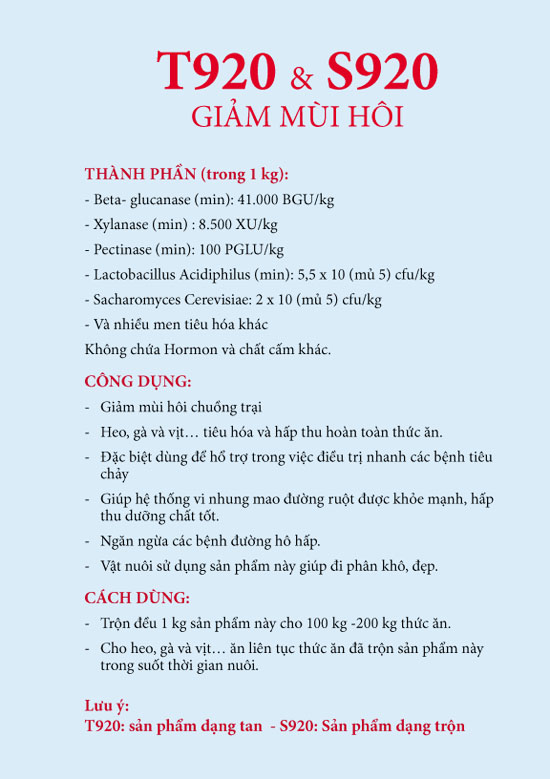 T920 & S920
GIẢM MÙI HÔI
THÀNH PHẦN (trong 1 kg):
- Beta- glucanase (min): 41.000 BGU/kg
- Xylanase (min) : 8.500 XU/kg
- Pectinase (min): 100 PGLU/kg
- Lactobacillus Acidiphilus (min): 5,5 x 10 (mủ 5) cfu/kg
- Sacharomyces Cerevisiae: 2 x 10 (mủ 5) cfu/kg
- Và nhiều men tiêu hóa khác
Không chứa Hormon và chất cấm khác.
CÔNG DỤNG:
- Giảm mùi hôi chuồng trại
- Heo, gà và vịt… tiêu hóa và hấp thu hoàn toàn thức ăn.
- Đặc biệt dùng để hổ trợ trong việc điều trị nhanh các bệnh tiêu
chảy
- Giúp hệ thống vi nhung mao đường ruột được khỏe mạnh, hấp
thu dưỡng chất tốt.
- Ngăn ngừa các bệnh đường hô hấp.
- Vật nuôi sử dụng sản phẩm này giúp đi phân khô, đẹp.
CÁCH DÙNG:
- Trộn đều 1 kg sản phẩm này cho 100 kg -200 kg thức ăn.
- Cho heo, gà và vịt… ăn liên tục thức ăn đã trộn sản phẩm này
trong suốt thời gian nuôi.
Lưu ý:
T920: sản phẩm dạng tan - S920: Sản phẩm dạng trộn